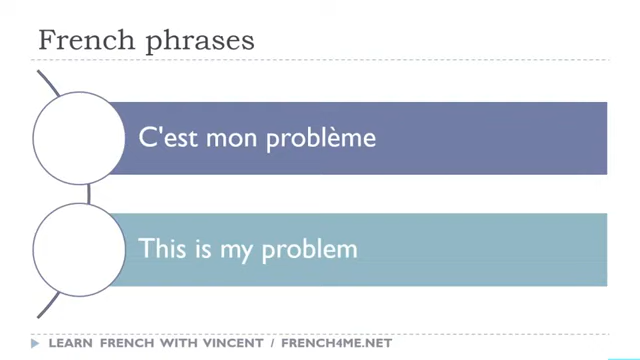 French phrases
C'est mon problème
This is my problem
LEARN FRENCH WITH VINCENT / FRENCH4ME.NET